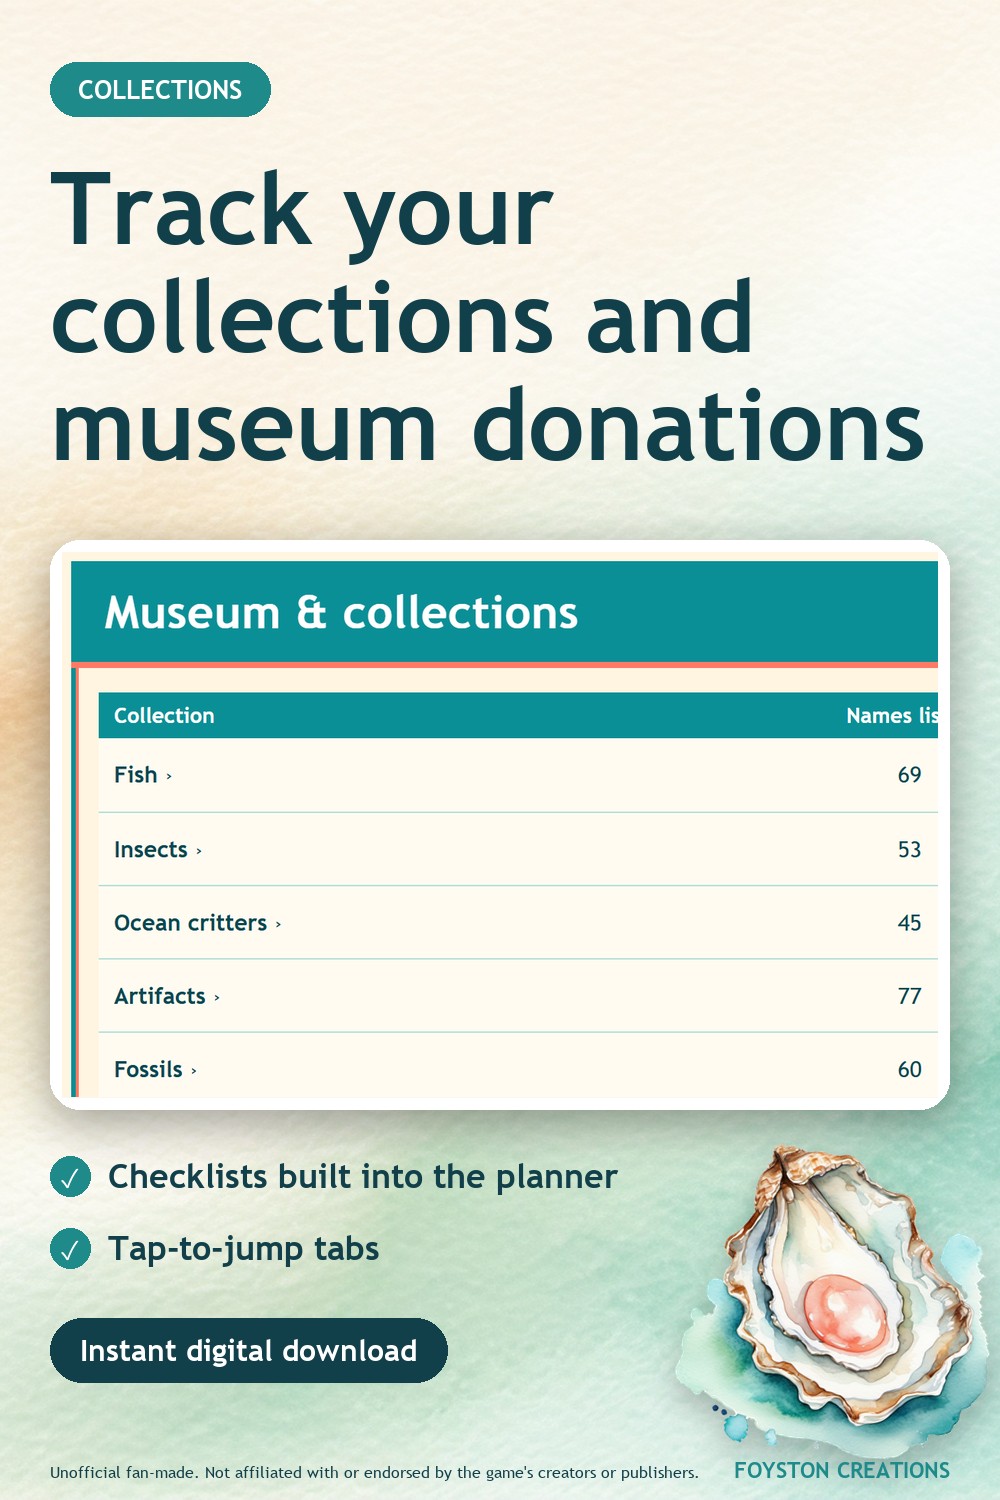 COLLECTIONS
Track your
collections and
museum donations
Museum & collections
Collection Names lis
Fish › 69
Insects › 53
Ocean critters › 45
Artifacts › 77
Fossils › 60
✓ Checklists built into the planner
✓ Tap-to-jump tabs
Instant digital download
Unofficial fan-made. Not affiliated with or endorsed by the game's creators or publishers.
FOYSTON CREATIONS